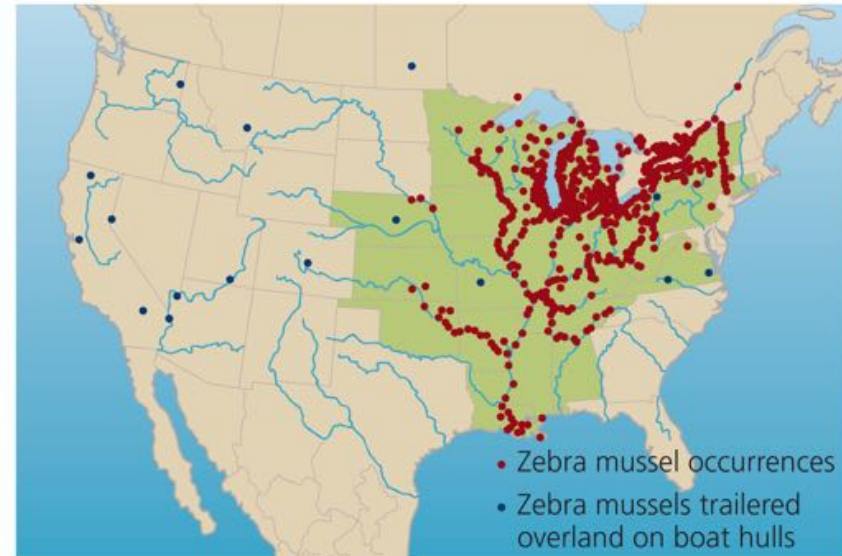 Zebra mussel occurrences
Zebra mussels trailered
overland on boat hulls